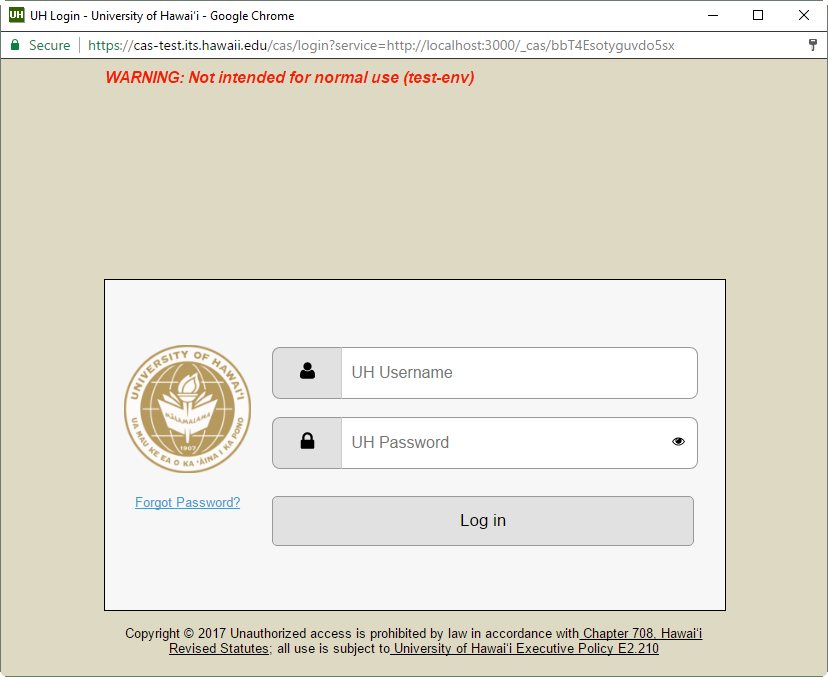 UH UH Login - University of Hawaiʻi - Google Chrome
Secure https://cas-test.its.hawaii.edu/cas/login?service=http://localhost:3000/_cas/bbT4Esotyguvdo5sx
WARNING: Not intended for normal use (test-env)
UNIVERSITY OF HAWAIʻI
MALAMALAMA
1907
UA MAU KE EA O KA ʻĀINA I KA PONO
UH Username
UH Password
Forgot Password?
Log in
Copyright © 2017 Unauthorized access is prohibited by law in accordance with Chapter 708, Hawaiʻi
Revised Statutes; all use is subject to University of Hawaiʻi Executive Policy E2.210